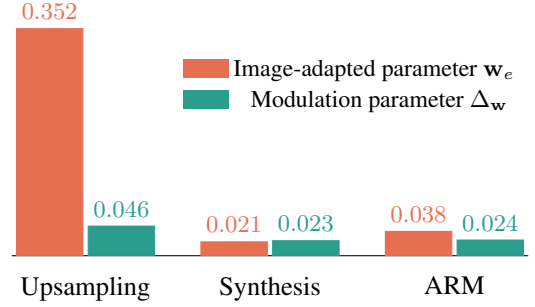 0.352
Image-adapted parameter wₑ
Modulation parameter Δ_w
0.046
0.021
0.023
0.038
0.024
Upsampling
Synthesis
ARM